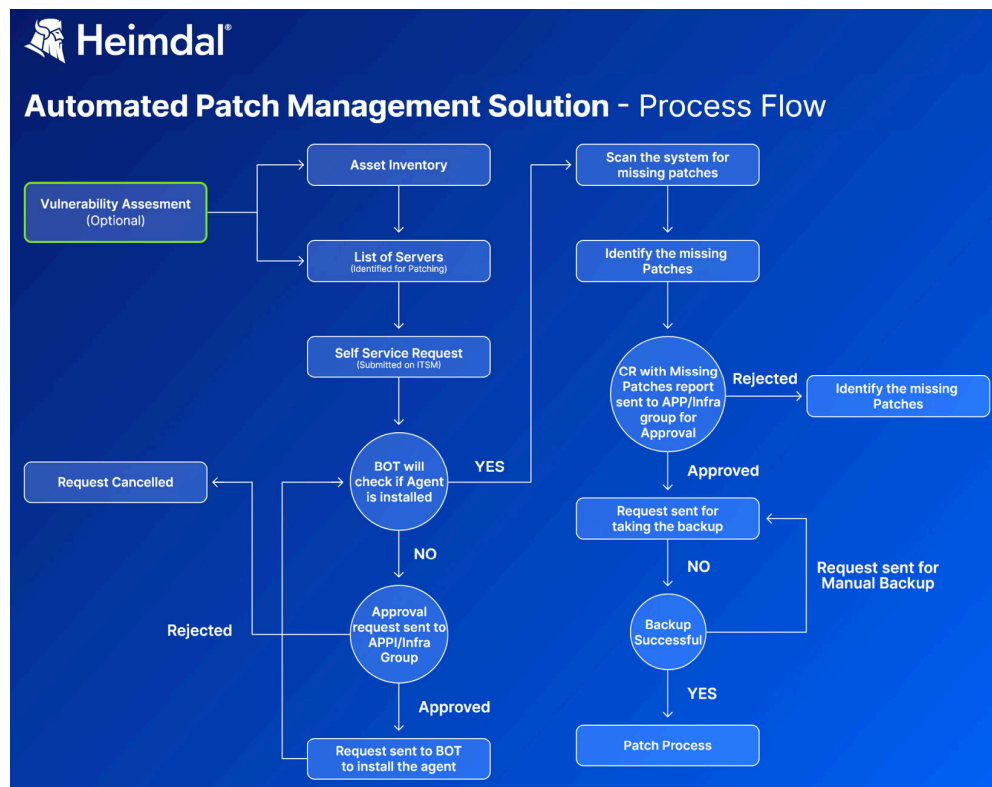 Heimdal®
Automated Patch Management Solution - Process Flow
Vulnerability Assesment
(Optional)
Asset Inventory
List of Servers
(Identified for Patching)
Self Service Request
(Submitted on ITSM)
BOT will
check if Agent
is installed
YES
NO
Request Cancelled
Rejected
Approval
request sent to
APPI/Infra
Group
Approved
Request sent to BOT
to install the agent
Scan the system for
missing patches
Identify the missing
Patches
CR with Missing
Patches report
sent to APP/Infra
group for
Approval
Rejected
Identify the missing
Patches
Approved
Request sent for
taking the backup
NO
Request sent for
Manual Backup
Backup
Successful
YES
Patch Process